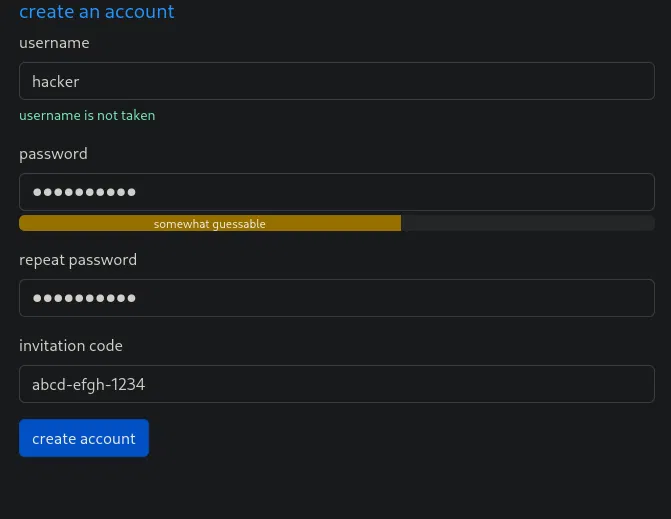 create an account
username
hacker
username is not taken
password
●●●●●●●●●●
somewhat guessable
repeat password
●●●●●●●●●●
invitation code
abcd-efgh-1234
create account